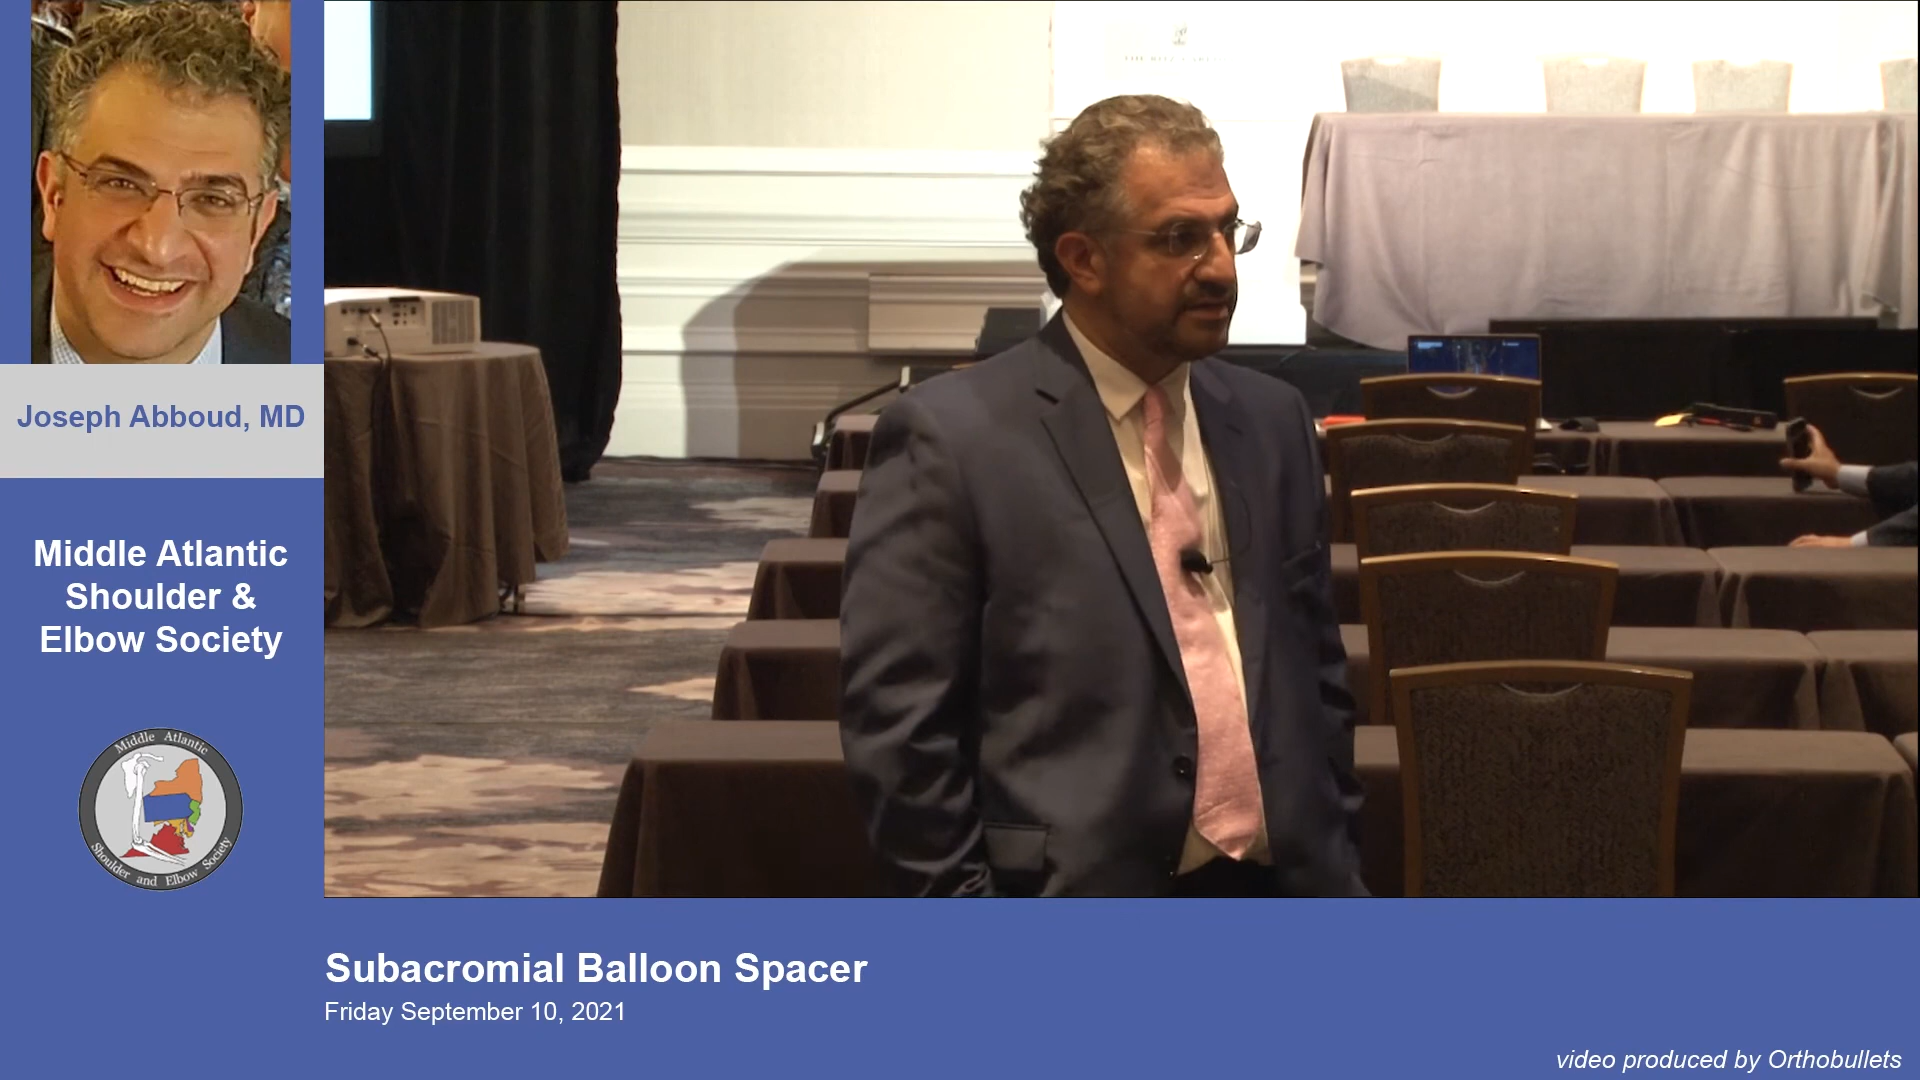 Joseph Abboud, MD
Middle Atlantic
Shoulder &
Elbow Society
Middle Atlantic
Shoulder and Elbow Society
Subacromial Balloon Spacer
Friday September 10, 2021
video produced by Orthobullets